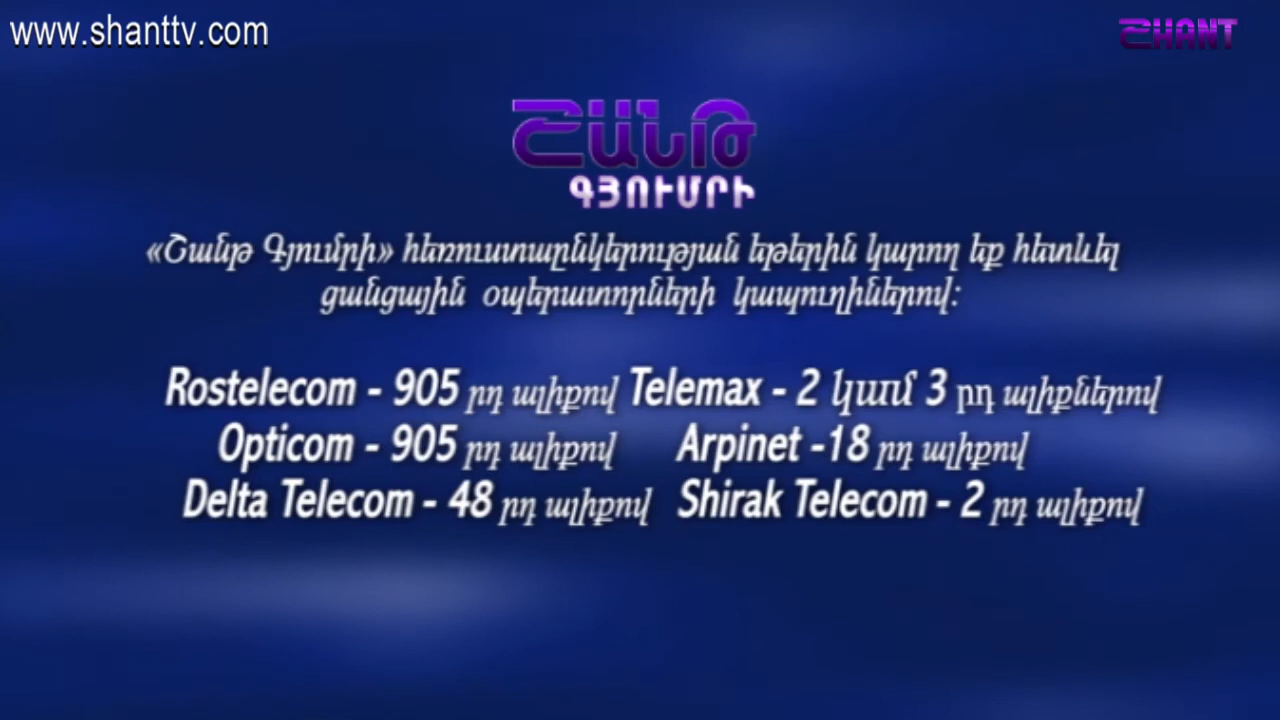 www.shanttv.com
SHANT
Շանթ
ԳՅՈՒՄՐԻ
«Շանթ Գյումրի» հեռուստաընկերության եթերին կարող եք հետևել
ցանցային օպերատորների կապուղիներով:
Rostelecom - 905 րդ ալիքով Telemax - 2 կամ 3 րդ ալիքներով
Opticom - 905 րդ ալիքով Arpinet -18 րդ ալիքով
Delta Telecom - 48 րդ ալիքով Shirak Telecom - 2 րդ ալիքով